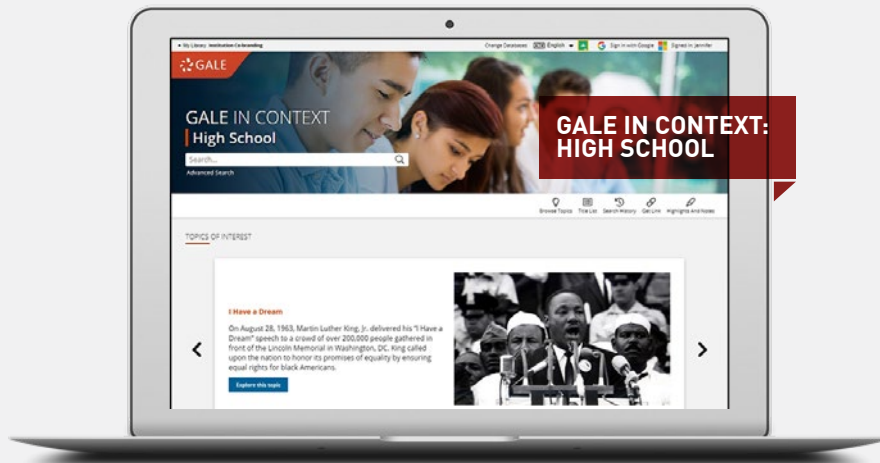 My Library: Institution Co-branding
Change Databases English Sign in with Google Signed in: Jennifer
GALE
GALE IN CONTEXT
High School
GALE IN CONTEXT:
HIGH SCHOOL
Search...
Advanced Search
Browse Topics Title List Search History Get Link Highlights And Notes
TOPICS OF INTEREST
I Have a Dream
On August 28, 1963, Martin Luther King, Jr. delivered his "I Have a
Dream" speech to a crowd of over 200,000 people gathered in
front of the Lincoln Memorial in Washington, DC. King called
upon the nation to honor its promises of equality by ensuring
equal rights for black Americans.
Explore this topic